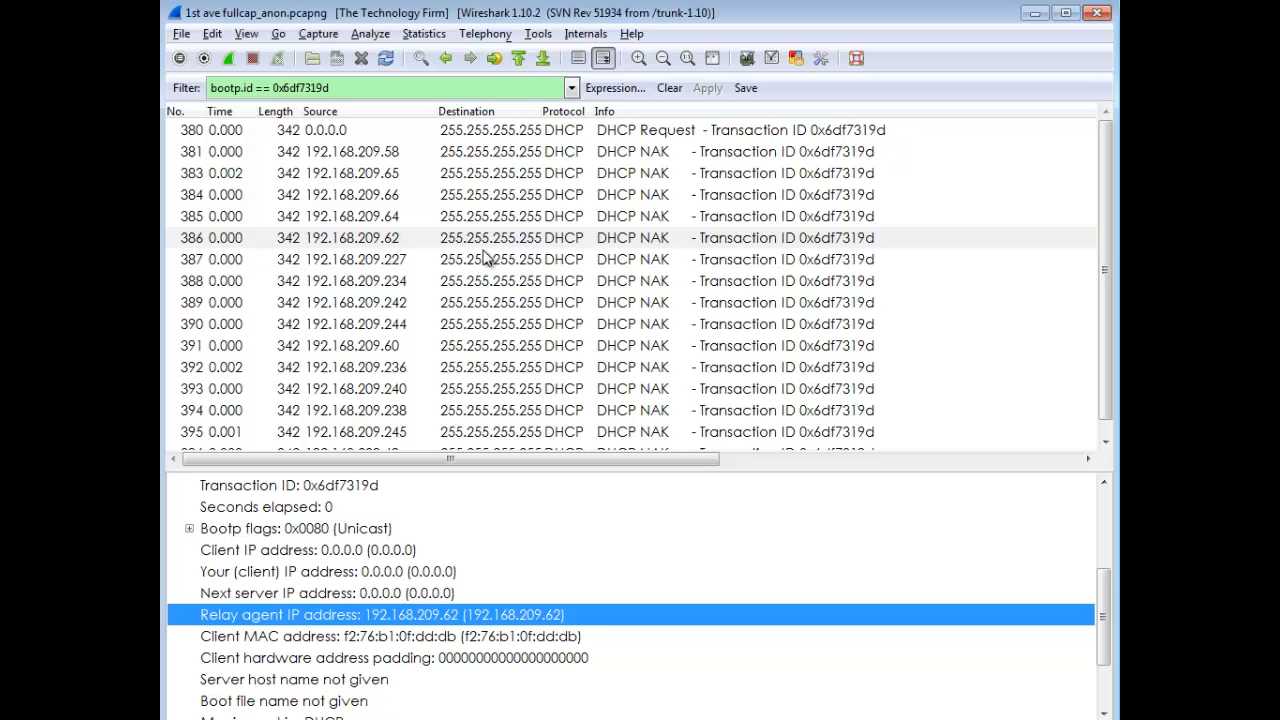 1st ave fullcap_anon.pcapng [The Technology Firm] [Wireshark 1.10.2 (SVN Rev 51934 from /trunk-1.10)]
File Edit View Go Capture Analyze Statistics Telephony Tools Internals Help
Filter: bootp.id == 0x6df7319d Expression... Clear Apply Save
No. Time Length Source Destination Protocol Info
380 0.000 342 0.0.0.0 255.255.255.255 DHCP DHCP Request - Transaction ID 0x6df7319d
381 0.000 342 192.168.209.58 255.255.255.255 DHCP DHCP NAK - Transaction ID 0x6df7319d
383 0.002 342 192.168.209.65 255.255.255.255 DHCP DHCP NAK - Transaction ID 0x6df7319d
384 0.000 342 192.168.209.66 255.255.255.255 DHCP DHCP NAK - Transaction ID 0x6df7319d
385 0.000 342 192.168.209.64 255.255.255.255 DHCP DHCP NAK - Transaction ID 0x6df7319d
386 0.000 342 192.168.209.62 255.255.255.255 DHCP DHCP NAK - Transaction ID 0x6df7319d
387 0.000 342 192.168.209.227 255.255.255.255 DHCP DHCP NAK - Transaction ID 0x6df7319d
388 0.000 342 192.168.209.234 255.255.255.255 DHCP DHCP NAK - Transaction ID 0x6df7319d
389 0.000 342 192.168.209.242 255.255.255.255 DHCP DHCP NAK - Transaction ID 0x6df7319d
390 0.000 342 192.168.209.244 255.255.255.255 DHCP DHCP NAK - Transaction ID 0x6df7319d
391 0.000 342 192.168.209.60 255.255.255.255 DHCP DHCP NAK - Transaction ID 0x6df7319d
392 0.002 342 192.168.209.236 255.255.255.255 DHCP DHCP NAK - Transaction ID 0x6df7319d
393 0.000 342 192.168.209.240 255.255.255.255 DHCP DHCP NAK - Transaction ID 0x6df7319d
394 0.000 342 192.168.209.238 255.255.255.255 DHCP DHCP NAK - Transaction ID 0x6df7319d
395 0.001 342 192.168.209.245 255.255.255.255 DHCP DHCP NAK - Transaction ID 0x6df7319d
Transaction ID: 0x6df7319d
Seconds elapsed: 0
Bootp flags: 0x0080 (Unicast)
Client IP address: 0.0.0.0 (0.0.0.0)
Your (client) IP address: 0.0.0.0 (0.0.0.0)
Next server IP address: 0.0.0.0 (0.0.0.0)
Relay agent IP address: 192.168.209.62 (192.168.209.62)
Client MAC address: f2:76:b1:0f:dd:db (f2:76:b1:0f:dd:db)
Client hardware address padding: 00000000000000000000
Server host name not given
Boot file name not given